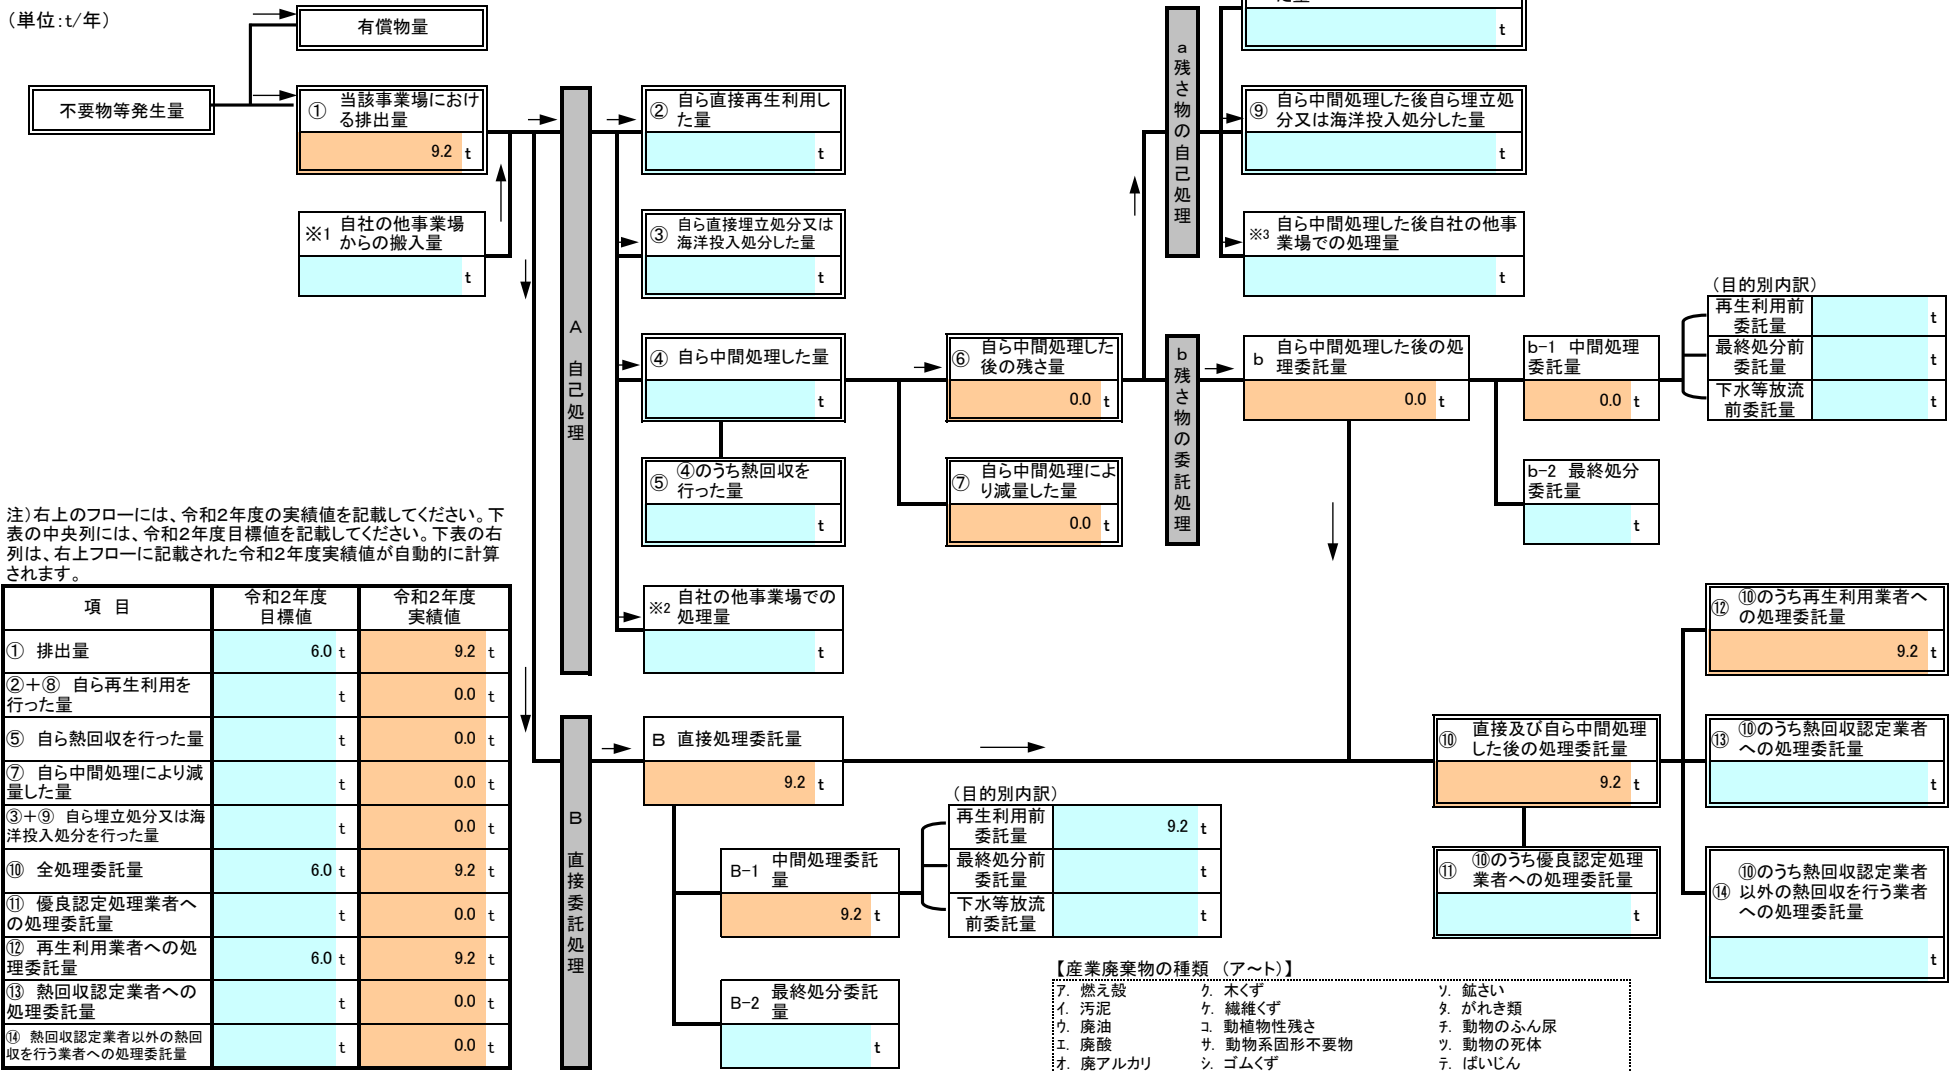 (単位:t/年)
有償物量
不要物等発生量
① 当該事業場におけ
る排出量
9.2 t
※1 自社の他事業場
からの搬入量
t
A 自己処理
② 自ら直接再生利用し
た量
t
③ 自ら直接埋立処分又は
海洋投入処分した量
t
④ 自ら中間処理した量
t
⑤ ④のうち熱回収を
行った量
t
※2 自社の他事業場での
処理量
t
⑥ 自ら中間処理した
後の残さ量
0.0 t
⑦ 自ら中間処理によ
り減量した量
0.0 t
a 残さ物の自己処理
t
⑨ 自ら中間処理した後自ら埋立処
分又は海洋投入処分した量
t
※3 自ら中間処理した後自社の他事
業場での処理量
t
b 残さ物の委託処理
b 自ら中間処理した後の処
理委託量
0.0 t
b-1 中間処理
委託量
0.0 t
b-2 最終処分
委託量
t
(目的別内訳)
再生利用前
委託量 t
最終処分前
委託量 t
下水等放流
前委託量 t
注)右上のフローには、令和2年度の実績値を記載してください。下
表の中央列には、令和2年度目標値を記載してください。下表の右
列は、右上フローに記載された令和2年度実績値が自動的に計算
されます。
項 目 令和2年度
目標値 令和2年度
実績値
① 排出量 6.0 t 9.2 t
②+⑧ 自ら再生利用を
行った量 t 0.0 t
⑤ 自ら熱回収を行った量 t 0.0 t
⑦ 自ら中間処理により減
量した量 t 0.0 t
③+⑨ 自ら埋立処分又は海
洋投入処分を行った量 t 0.0 t
⑩ 全処理委託量 6.0 t 9.2 t
⑪ 優良認定処理業者へ
の処理委託量 t 0.0 t
⑫ 再生利用業者への処
理委託量 6.0 t 9.2 t
⑬ 熱回収認定業者への
処理委託量 t 0.0 t
⑭ 熱回収認定業者以外の熱回
収を行う業者への処理委託量 t 0.0 t
B 直接委託処理
B 直接処理委託量
9.2 t
B-1 中間処理委託
量
9.2 t
B-2 最終処分委託
量
t
(目的別内訳)
再生利用前
委託量 9.2 t
最終処分前
委託量 t
下水等放流
前委託量 t
⑩ 直接及び自ら中間処理
した後の処理委託量
9.2 t
⑪ ⑩のうち優良認定処理
業者への処理委託量
t
⑫ ⑩のうち再生利用業者へ
の処理委託量
9.2 t
⑬ ⑩のうち熱回収認定業者
への処理委託量
t
⑭ ⑩のうち熱回収認定業者
以外の熱回収を行う業者
への処理委託量
t
【産業廃棄物の種類 (ア~ト)】
ア. 燃え殻 ク. 木くず ソ. 鉱さい
イ. 汚泥 ケ. 繊維くず タ. がれき類
ウ. 廃油 コ. 動植物性残さ チ. 動物のふん尿
エ. 廃酸 サ. 動物系固形不要物 ツ. 動物の死体
オ. 廃アルカリ シ. ゴムくず テ. ばいじん